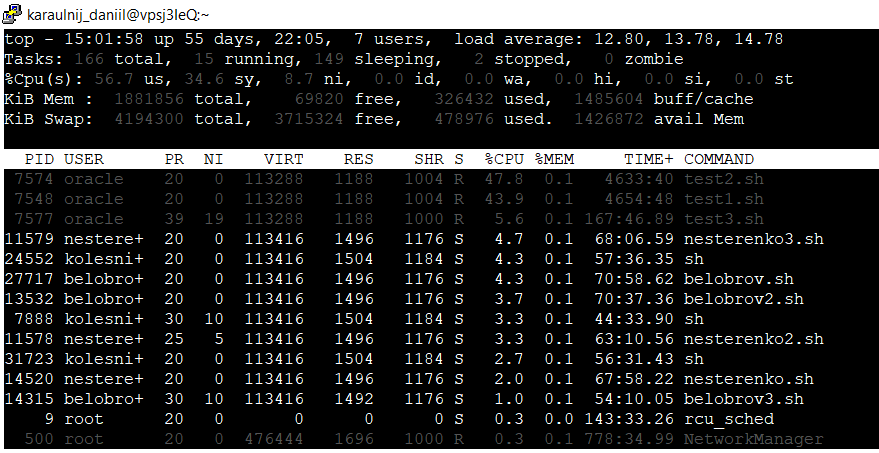 karaulnij_daniil@vpsj3IeQ:~
top - 15:01:58 up 55 days, 22:05,  7 users,  load average: 12.80, 13.78, 14.78
Tasks: 166 total,  15 running, 149 sleeping,   2 stopped,   0 zombie
%Cpu(s): 56.7 us, 34.6 sy,  8.7 ni,  0.0 id,  0.0 wa,  0.0 hi,  0.0 si,  0.0 st
KiB Mem :  1881856 total,    69820 free,   326432 used,  1485604 buff/cache
KiB Swap:  4194300 total,  3715324 free,   478976 used.  1426872 avail Mem
PID USER      PR  NI    VIRT    RES    SHR S  %CPU %MEM     TIME+ COMMAND
7574 oracle    20   0  113288   1188   1004 R  47.8  0.1   4633:40 test2.sh
7548 oracle    20   0  113288   1188   1004 R  43.9  0.1   4654:48 test1.sh
7577 oracle    39  19  113288   1188   1000 R   5.6  0.1 167:46.89 test3.sh
11579 nestere+  20   0  113416   1496   1176 S   4.7  0.1  68:06.59 nesterenko3.sh
24552 kolesni+  20   0  113416   1504   1184 S   4.3  0.1  57:36.35 sh
27717 belobro+  20   0  113416   1496   1176 S   4.3  0.1  70:58.62 belobrov.sh
13532 belobro+  20   0  113416   1496   1176 S   3.7  0.1  70:37.36 belobrov2.sh
7888 kolesni+  30  10  113416   1504   1184 S   3.3  0.1  44:33.90 sh
11578 nestere+  25   5  113416   1496   1176 S   3.3  0.1  63:10.56 nesterenko2.sh
31723 kolesni+  20   0  113416   1504   1184 S   2.7  0.1  56:31.43 sh
14520 nestere+  20   0  113416   1496   1176 S   2.0  0.1  67:58.22 nesterenko.sh
14315 belobro+  30  10  113416   1492   1176 S   1.0  0.1  54:10.05 belobrov3.sh
9 root      20   0       0      0      0 S   0.3  0.0 143:33.26 rcu_sched
500 root      20   0  476444   1696   1000 R   0.3  0.1 778:34.99 NetworkManager